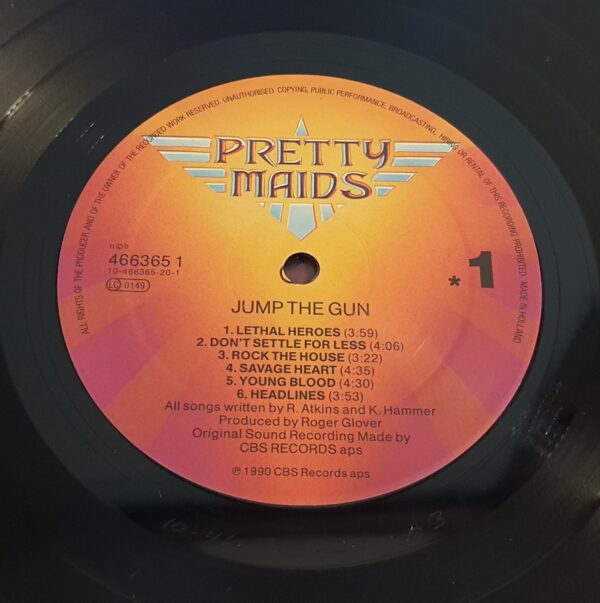 ALL RIGHTS OF THE PRODUCER AND OF THE OWNER OF THE RECORDED WORK RESERVED. UNAUTHORISED COPYING, PUBLIC PERFORMANCE, BROADCASTING, HIRING OR RENTAL OF THIS RECORDING PROHIBITED. MADE IN HOLLAND
PRETTY
MAIDS
466365 1
10-466365-20-1
LC 0149
*1
JUMP THE GUN
1. LETHAL HEROES (3:59)
2. DON'T SETTLE FOR LESS (4:06)
3. ROCK THE HOUSE (3:22)
4. SAVAGE HEART (4:35)
5. YOUNG BLOOD (4:30)
6. HEADLINES (3:53)
All songs written by R. Atkins and K. Hammer
Produced by Roger Glover
Original Sound Recording Made by
CBS RECORDS aps
℗ 1990 CBS Records aps